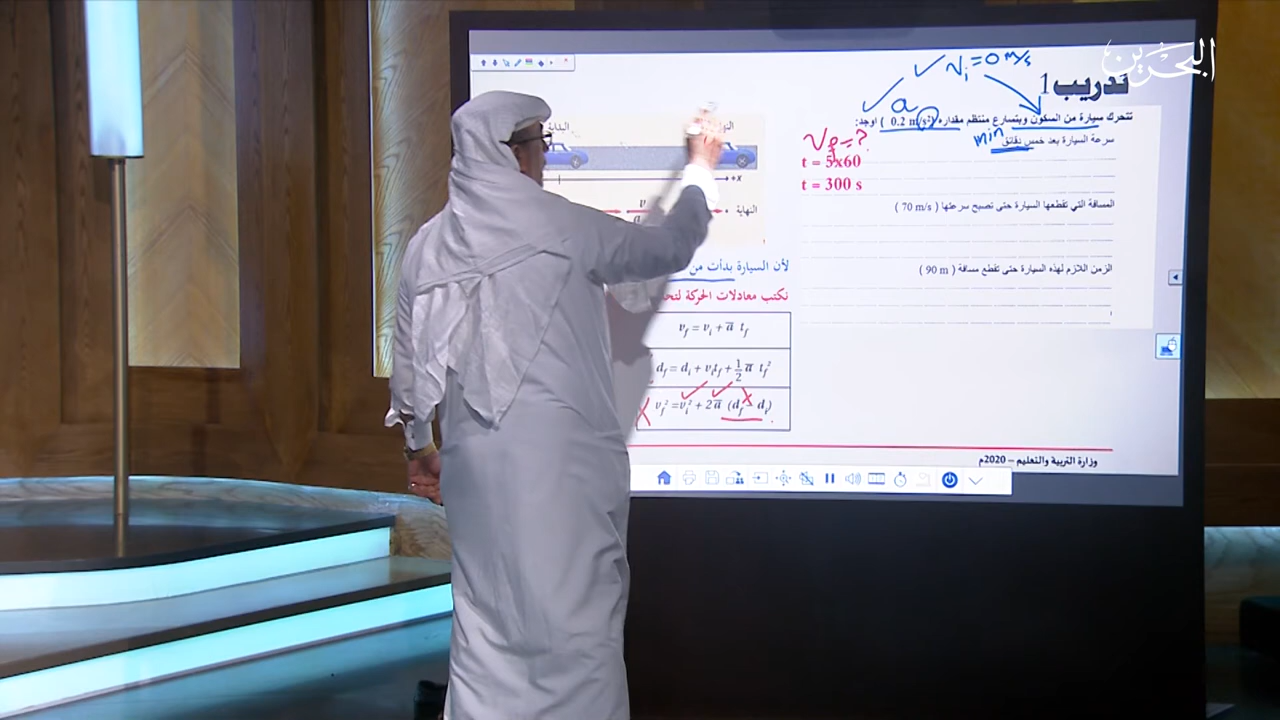 البحرين
تدريب 1
vi = 0 m/s
a
تتحرك سيارة من السكون وبتسارع منتظم مقداره ( 0.2 m/s² ) اوجد:
سرعة السيارة بعد خمس دقائق
min
vf = ?
t = 5x60
t = 300 s
المسافة التي تقطعها السيارة حتى تصبح سرعتها ( 70 m/s )
الزمن اللازم لهذه السيارة حتى تقطع مسافة ( 90 m )
البداية
+x
v
النهاية
a
لأن السيارة بدأت من
نكتب معادلات الحركة
vf = vi + a̅ tf
df = di + vitf + ½ a̅ tf²
vf² = vi² + 2a̅ (df – di)
وزارة التربية والتعليم – 2020م